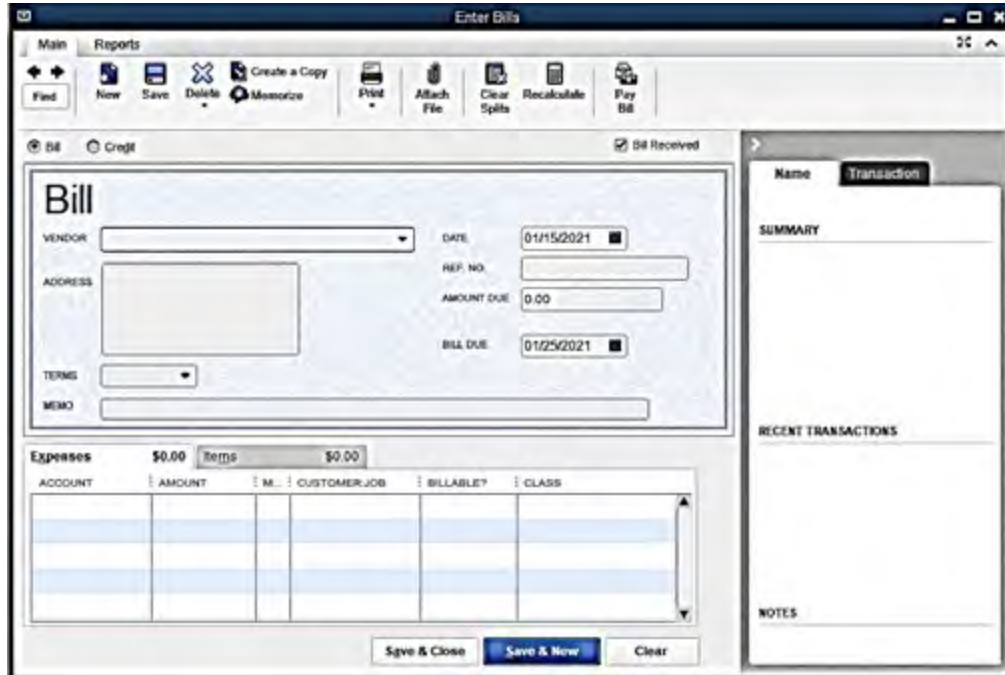 Enter Bills
Main Reports
Find New Save Delete Create a Copy Memorize Print Attach File Clear Splits Recalculate Pay Bill
Bill Credit Bill Received
Name Transaction
Bill
SUMMARY
VENDOR DATE 01/15/2021
REF. NO.
ADDRESS
AMOUNT DUE 0.00
BILL DUE 01/25/2021
TERMS
MEMO
RECENT TRANSACTIONS
Expenses $0.00 Items $0.00
ACCOUNT AMOUNT M... CUSTOMER:JOB BILLABLE? CLASS
NOTES
Save & Close Save & New Clear